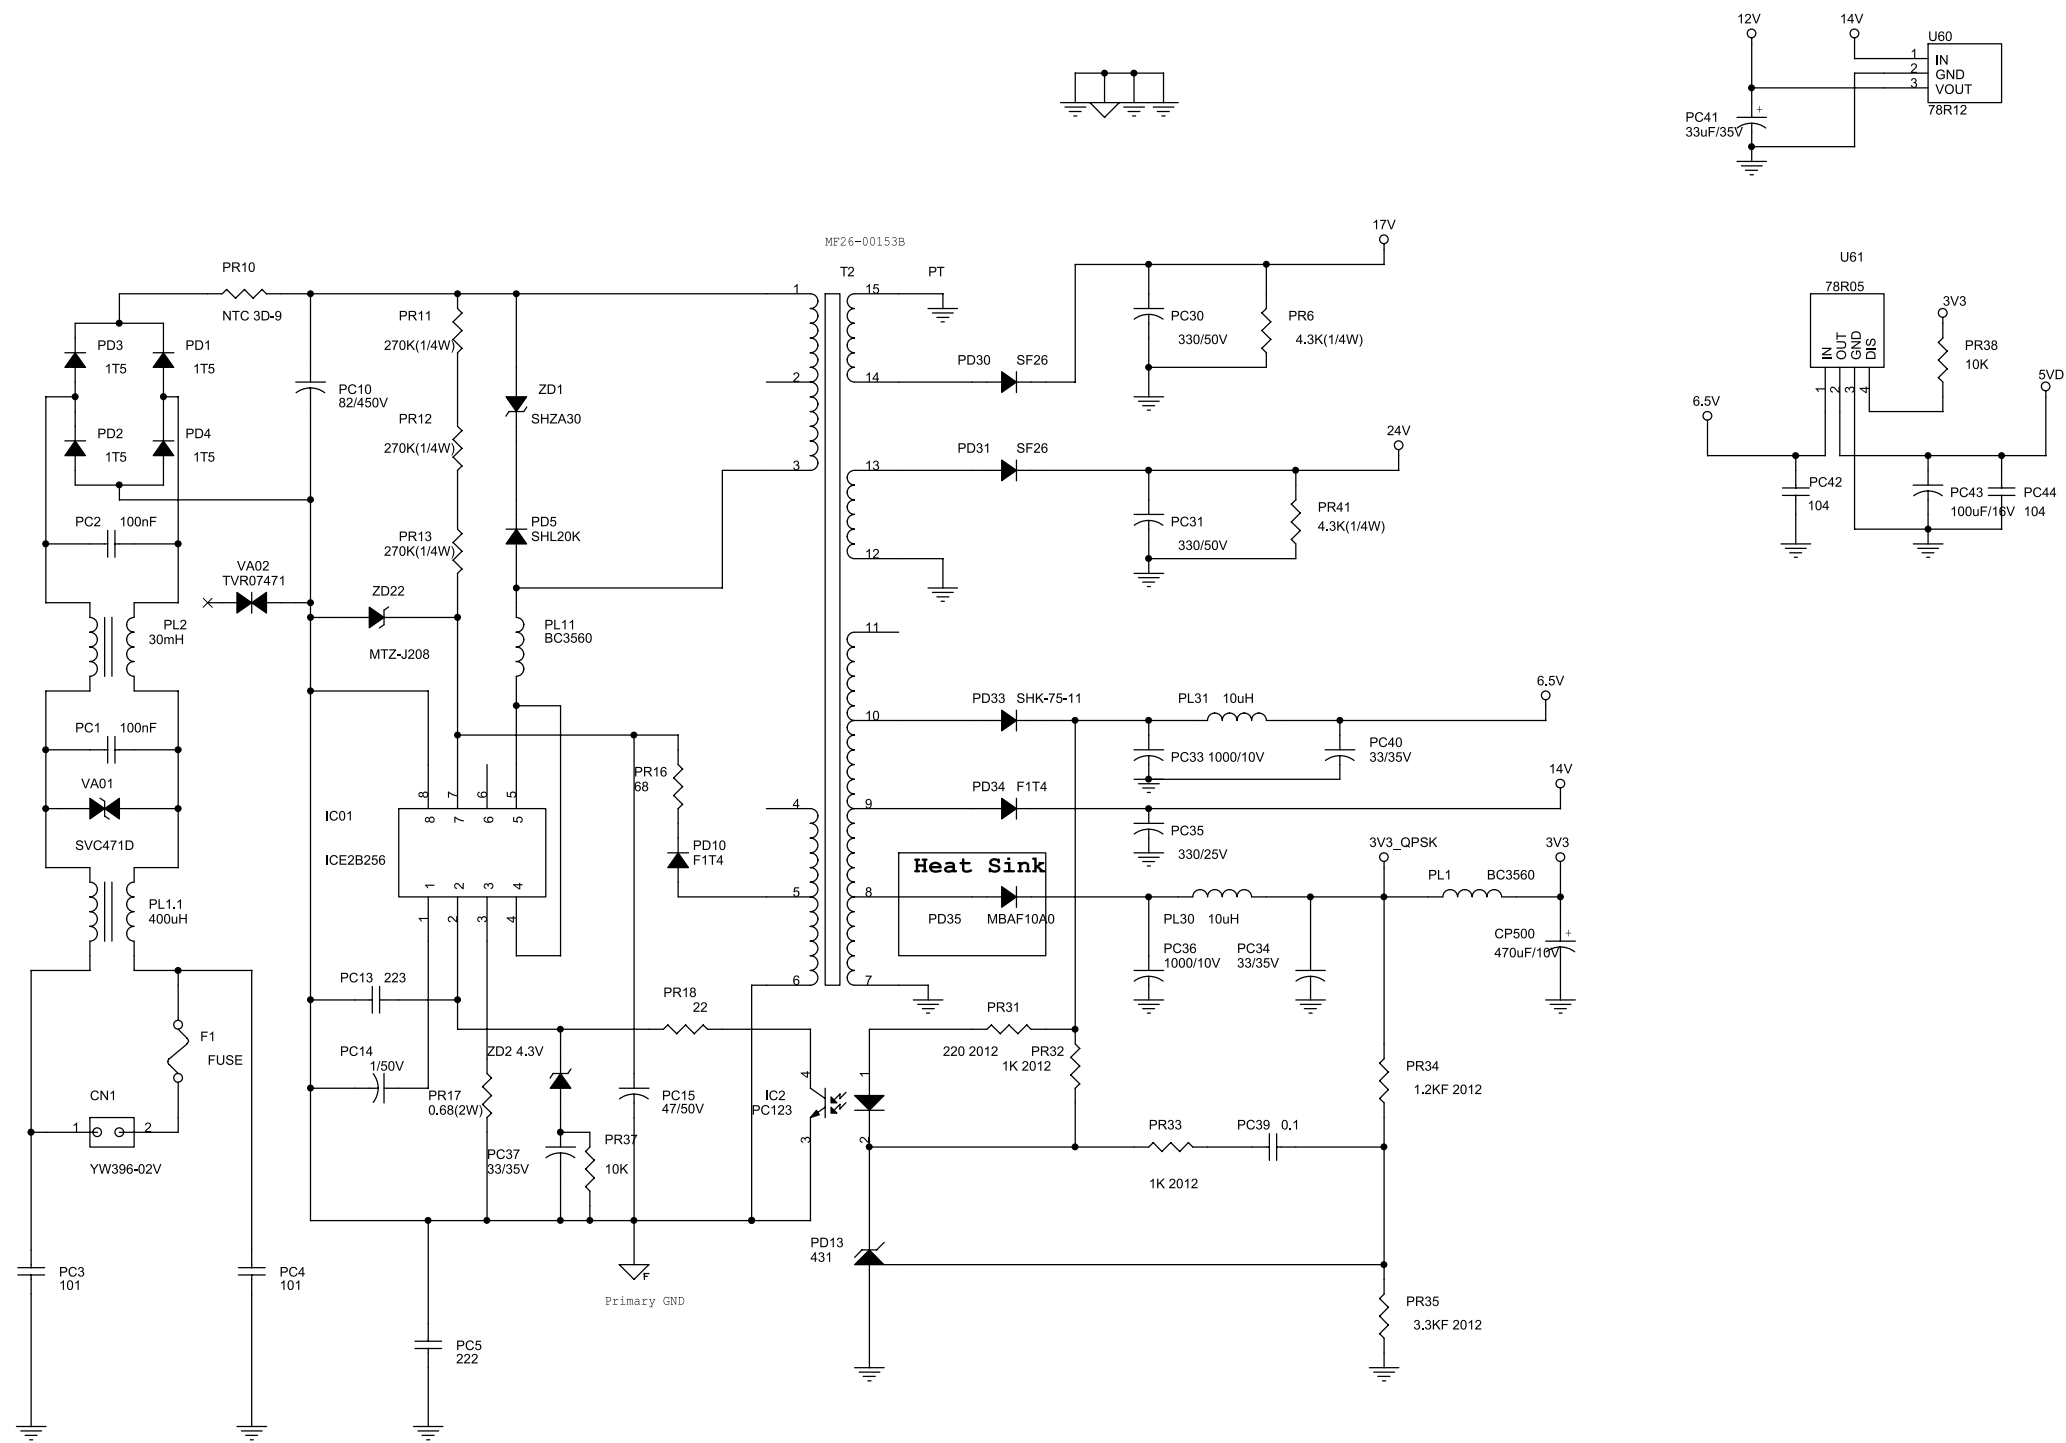 12V
14V
U60
1
IN
2
GND
3
VOUT
78R12
PC41
+
33uF/35V
MF26-00153B
17V
U61
78R05
IN
OUT
GND
DIS
1
2
3
4
3V3
PR38
10K
5VD
6.5V
PC42
104
PC43
100uF/16V
PC44
104
PR10
NTC 3D-9
T2
PT
1
15
PR11
270K(1/4W)
PC30
330/50V
PR6
4.3K(1/4W)
PD3
1T5
PD1
1T5
PD30
SF26
2
14
PC10
82/450V
ZD1
SHZA30
PD2
1T5
PD4
1T5
PR12
270K(1/4W)
24V
PD31
SF26
3
13
PC2
100nF
PR13
270K(1/4W)
PD5
SHL20K
PC31
330/50V
PR41
4.3K(1/4W)
12
VA02
TVR07471
ZD22
MTZ-J208
PL2
30mH
PL11
BC3560
11
PD33
SHK-75-11
PL31
10uH
6.5V
10
PC1
100nF
PC33 1000/10V
PC40
33/35V
PR16
68
VA01
SVC471D
8
7
6
5
8
7
6
5
IC01
ICE2B256
1
2
3
4
1
2
3
4
PD34
F1T4
14V
4
9
PC35
330/25V
PD10
F1T4
Heat Sink
3V3_QPSK
3V3
PL1
BC3560
5
8
PD35
MBAF10A0
PL30
10uH
PL1.1
400uH
PC36
1000/10V
PC34
33/35V
CP500
+
470uF/10V
PC13
223
6
7
PR18
22
PR31
220 2012
PR32
1K 2012
F1
FUSE
PC14
1/50V
ZD2 4.3V
PR34
1.2KF 2012
CN1
1
2
YW396-02V
PR17
0.68(2W)
PC15
47/50V
IC2
PC123
4
3
1
2
PC37
33/35V
PR37
10K
PR33
1K 2012
PC39
0.1
PD13
431
PC3
101
PC4
101
F
Primary GND
PR35
3.3KF 2012
PC5
222